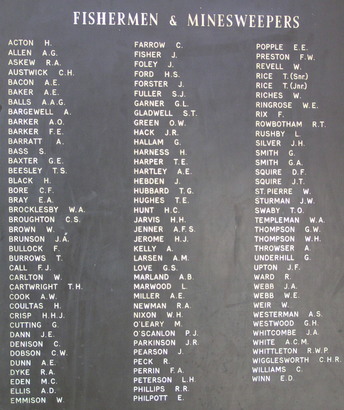 FISHERMEN & MINESWEEPERS
ACTON H.
ALLEN A.G.
ASKEW R.A.
AUSTWICK C.H.
BACON A.E.
BAKER A.E.
BALLS A.A.G.
BARGEWELL A.
BARKER A.O.
BARKER F.E.
BARRATT A.
BASS S.
BAXTER G.E.
BEESLEY T.S.
BLACK H.
BORE C.F.
BRAY E.A.
BROCKLESBY W.A.
BROUGHTON C.S.
BROWN W.
BRUNSON J.A.
BULLOCK F.
BURROWS T.
CALL F.J.
CARLTON W.
CARTWRIGHT T.H.
COOK A.W.
COULTAS H.
CRISP H.H.J.
CUTTING G.
DANN J.E.
DENISON C.
DOBSON C.W.
DUNN A.E.
DYKE R.A.
EDEN M.C.
ELLIS A.D.
EMMISON W.
FARROW C.
FISHER J.
FOLEY J.
FORD H.S.
FORSTER J.
FULLER S.J.
GARNER G.L.
GLADWELL S.T.
GREEN O.W.
HACK J.R.
HALLAM G.
HARNESS H.
HARPER T.E.
HARTLEY A.E.
HEBDEN J.
HUBBARD T.G.
HUGHES T.E.
HUNT H.C.
JARVIS H.H.
JENNER A.F.S.
JEROME H.J.
KELLY A.
LARSEN A.M.
LOVE G.S.
MARLAND A.B.
MARWOOD L.
MILLER A.E.
NEWMAN R.A.
NIXON W.H.
O'LEARY M.
O'SCANLON P.J.
PARKINSON J.R.
PEARSON J.
PECK R.
PERRIN F.A.
PETERSON L.H.
PHILLIPS R.R.
PHILPOTT E.
POPPLE E.E.
PRESTON F.W.
REVELL W.
RICE T.(Snr.)
RICE T.(Jnr.)
RICHES W.
RINGROSE W.E.
RIX F.
ROWBOTHAM R.T.
RUSHBY L.
SILVER J.H.
SMITH G.
SMITH G.A.
SQUIRE D.F.
SQUIRE J.T.
ST.PIERRE W.
STURMAN J.W.
SWABY T.O.
TEMPLEMAN W.A.
THOMPSON G.W.
THOMPSON W.H.
THROWSER A.
UNDERHILL G.
UPTON J.F.
WARD R.
WEBB J.A.
WEBB W.E.
WEIR W.
WESTERMAN A.S.
WESTWOOD G.H.
WHITCOMBE J.A.
WHITE A.C.M.
WHITTLETON R.W.P.
WIGGLESWORTH C.H.R.
WILLIAMS C.
WINN E.D.